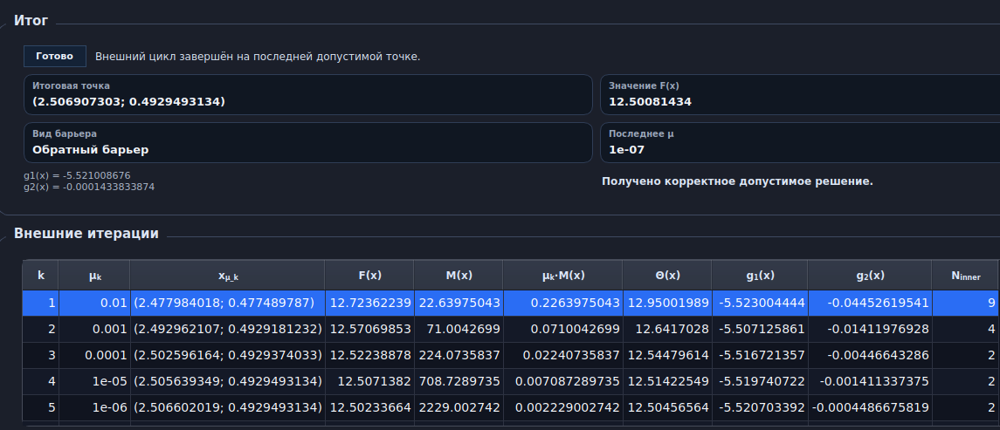 Итог
Готово Внешний цикл завершён на последней допустимой точке.
Итоговая точка
(2.506907303; 0.4929493134)
Значение F(x)
12.50081434
Вид барьера
Обратный барьер
Последнее μ
1e-07
g1(x) = -5.521008676
g2(x) = -0.0001433833874
Получено корректное допустимое решение.
Внешние итерации
k μₖ x_μ_k F(x) M(x) μₖ·M(x) Θ(x) g₁(x) g₂(x) Nᵢₙₙₑᵣ
1 0.01 (2.477984018; 0.477489787) 12.72362239 22.63975043 0.2263975043 12.95001989 -5.523004444 -0.04452619541 9
2 0.001 (2.492962107; 0.4929181232) 12.57069853 71.0042699 0.0710042699 12.6417028 -5.507125861 -0.01411976928 4
3 0.0001 (2.502596164; 0.4929374033) 12.52238878 224.0735837 0.02240735837 12.54479614 -5.516721357 -0.00446643286 2
4 1e-05 (2.505639349; 0.4929493134) 12.5071382 708.7289735 0.007087289735 12.51422549 -5.519740722 -0.001411337375 2
5 1e-06 (2.506602019; 0.4929493134) 12.50233664 2229.002742 0.002229002742 12.50456564 -5.520703392 -0.0004486675819 2